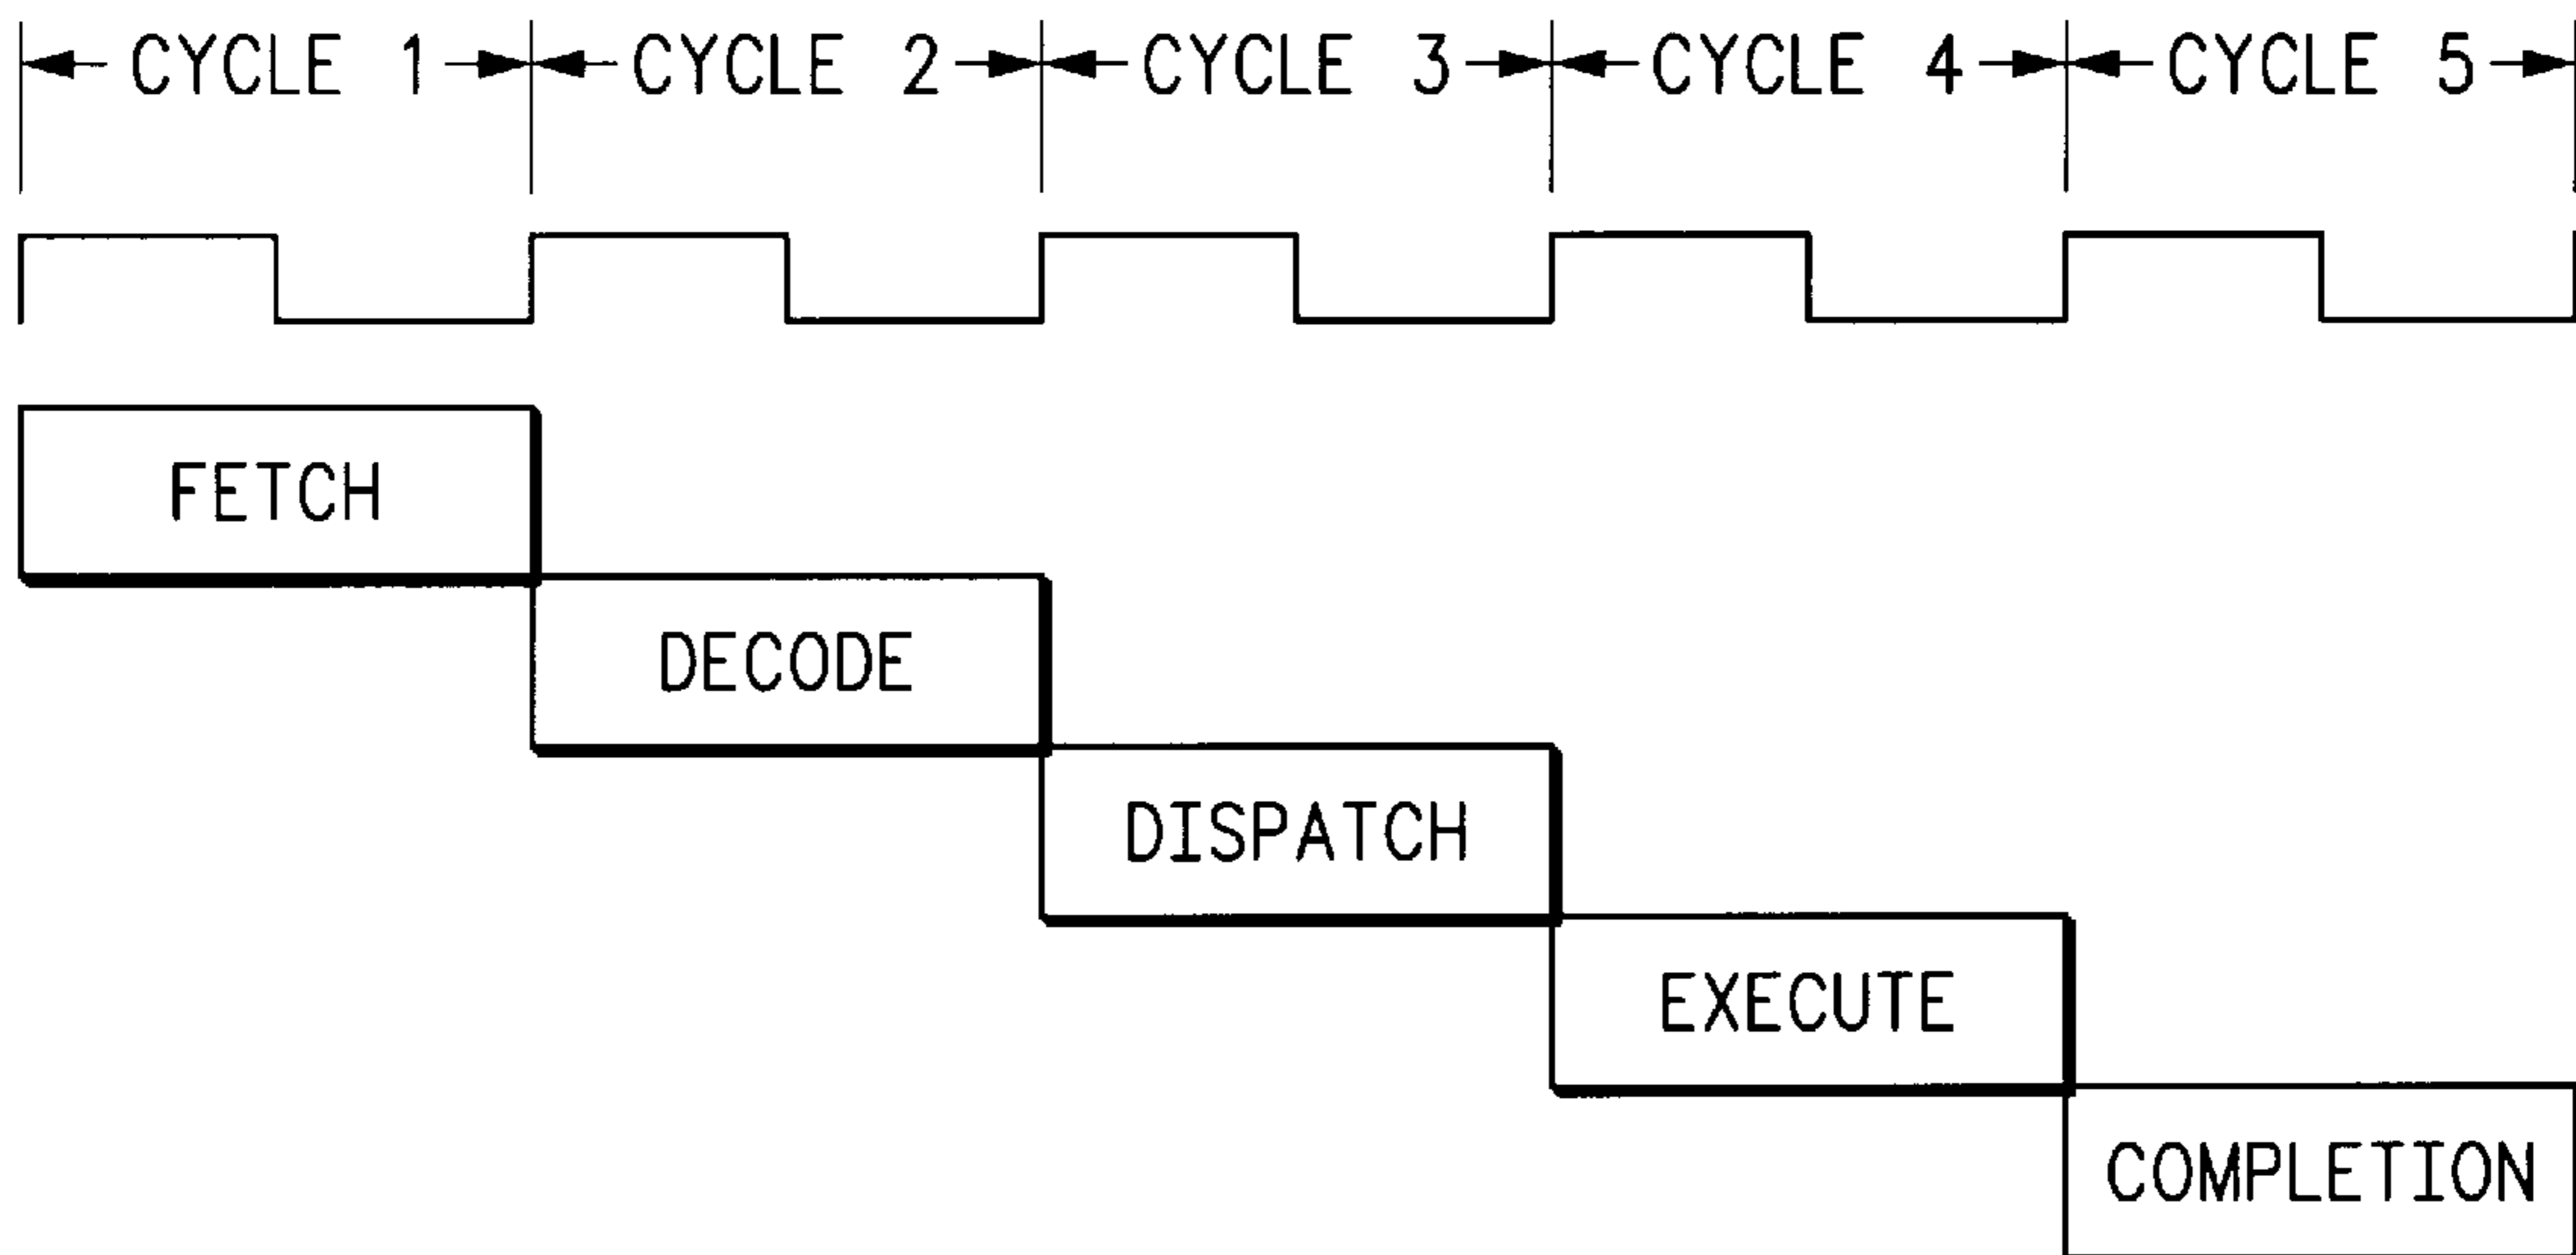 CYCLE 1 CYCLE 2 CYCLE 3 CYCLE 4 CYCLE 5
FETCH
DECODE
DISPATCH
EXECUTE
COMPLETION